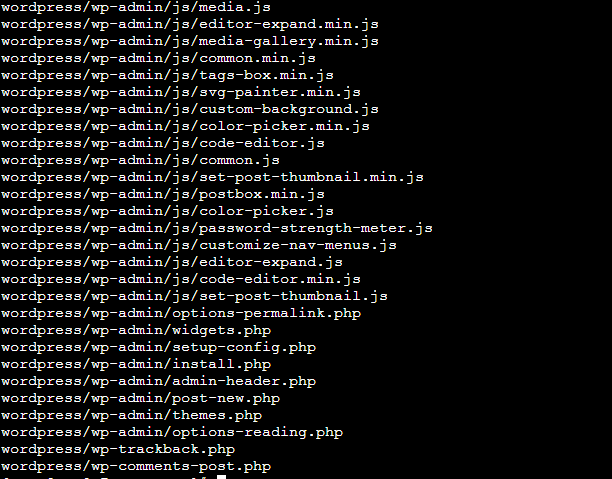 wordpress/wp-admin/js/media.js
wordpress/wp-admin/js/editor-expand.min.js
wordpress/wp-admin/js/media-gallery.min.js
wordpress/wp-admin/js/common.min.js
wordpress/wp-admin/js/tags-box.min.js
wordpress/wp-admin/js/svg-painter.min.js
wordpress/wp-admin/js/custom-background.js
wordpress/wp-admin/js/color-picker.min.js
wordpress/wp-admin/js/code-editor.js
wordpress/wp-admin/js/common.js
wordpress/wp-admin/js/set-post-thumbnail.min.js
wordpress/wp-admin/js/postbox.min.js
wordpress/wp-admin/js/color-picker.js
wordpress/wp-admin/js/password-strength-meter.js
wordpress/wp-admin/js/customize-nav-menus.js
wordpress/wp-admin/js/editor-expand.js
wordpress/wp-admin/js/code-editor.min.js
wordpress/wp-admin/js/set-post-thumbnail.js
wordpress/wp-admin/options-permalink.php
wordpress/wp-admin/widgets.php
wordpress/wp-admin/setup-config.php
wordpress/wp-admin/install.php
wordpress/wp-admin/admin-header.php
wordpress/wp-admin/post-new.php
wordpress/wp-admin/themes.php
wordpress/wp-admin/options-reading.php
wordpress/wp-trackback.php
wordpress/wp-comments-post.php